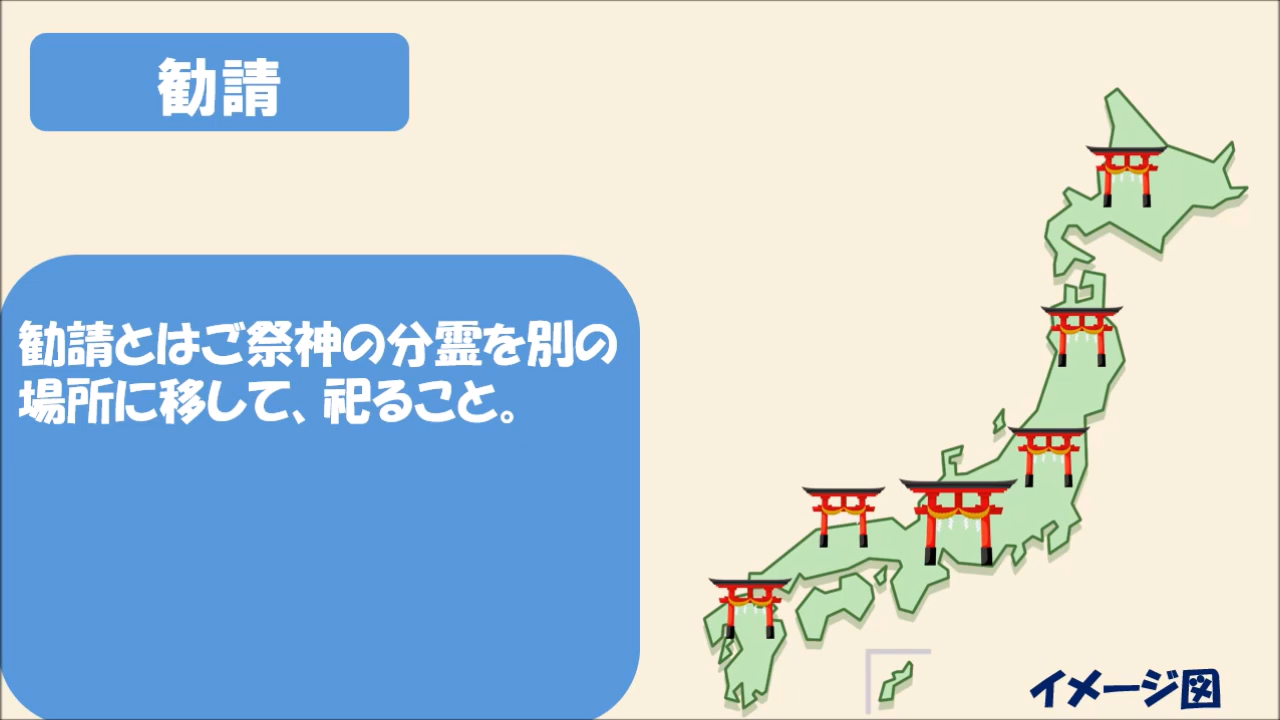 勧請
勧請とはご祭神の分霊を別の
場所に移して、祀ること。
イメージ図